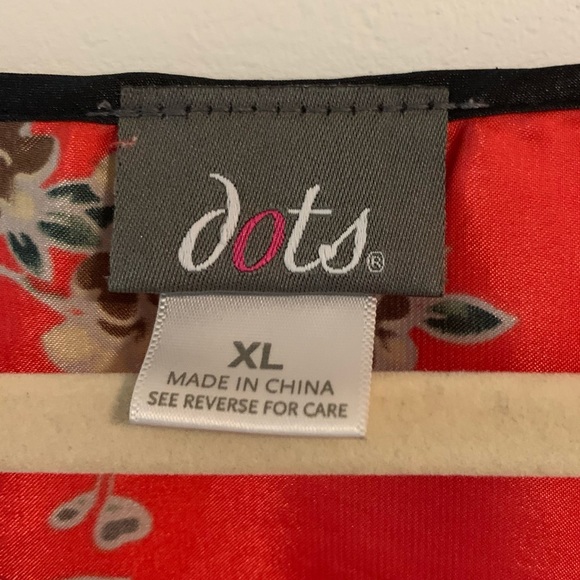 dots®
XL
MADE IN CHINA
SEE REVERSE FOR CARE